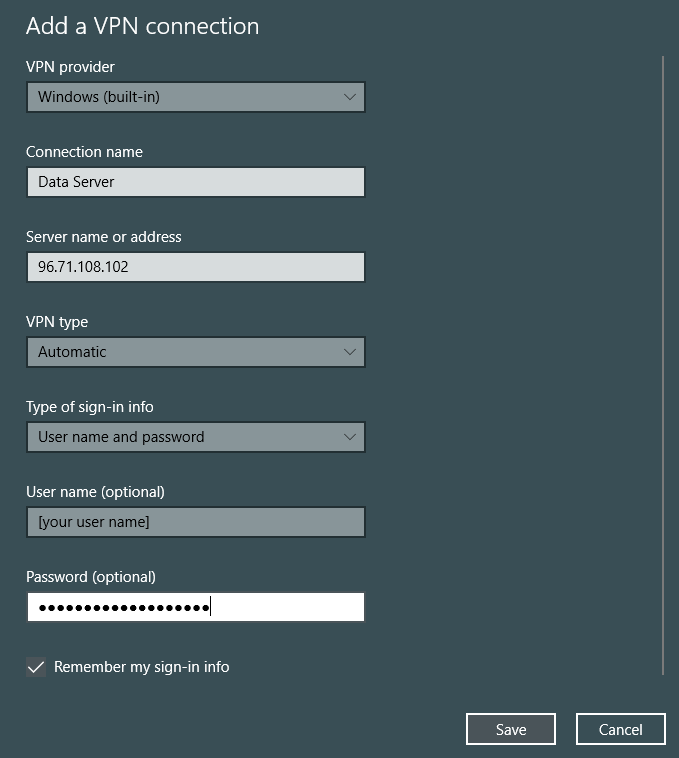 Add a VPN connection
VPN provider
Windows (built-in)
Connection name
Data Server
Server name or address
96.71.108.102
VPN type
Automatic
Type of sign-in info
User name and password
User name (optional)
[your user name]
Password (optional)
●●●●●●●●●●●●●●●●●●●
Remember my sign-in info
Save Cancel